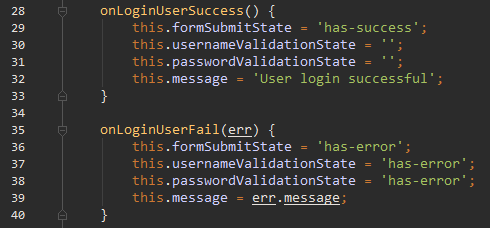 28 onLoginUserSuccess() {
29 this.formSubmitState = 'has-success';
30 this.usernameValidationState = '';
31 this.passwordValidationState = '';
32 this.message = 'User login successful';
33 }
34
35 onLoginUserFail(err) {
36 this.formSubmitState = 'has-error';
37 this.usernameValidationState = 'has-error';
38 this.passwordValidationState = 'has-error';
39 this.message = err.message;
40 }